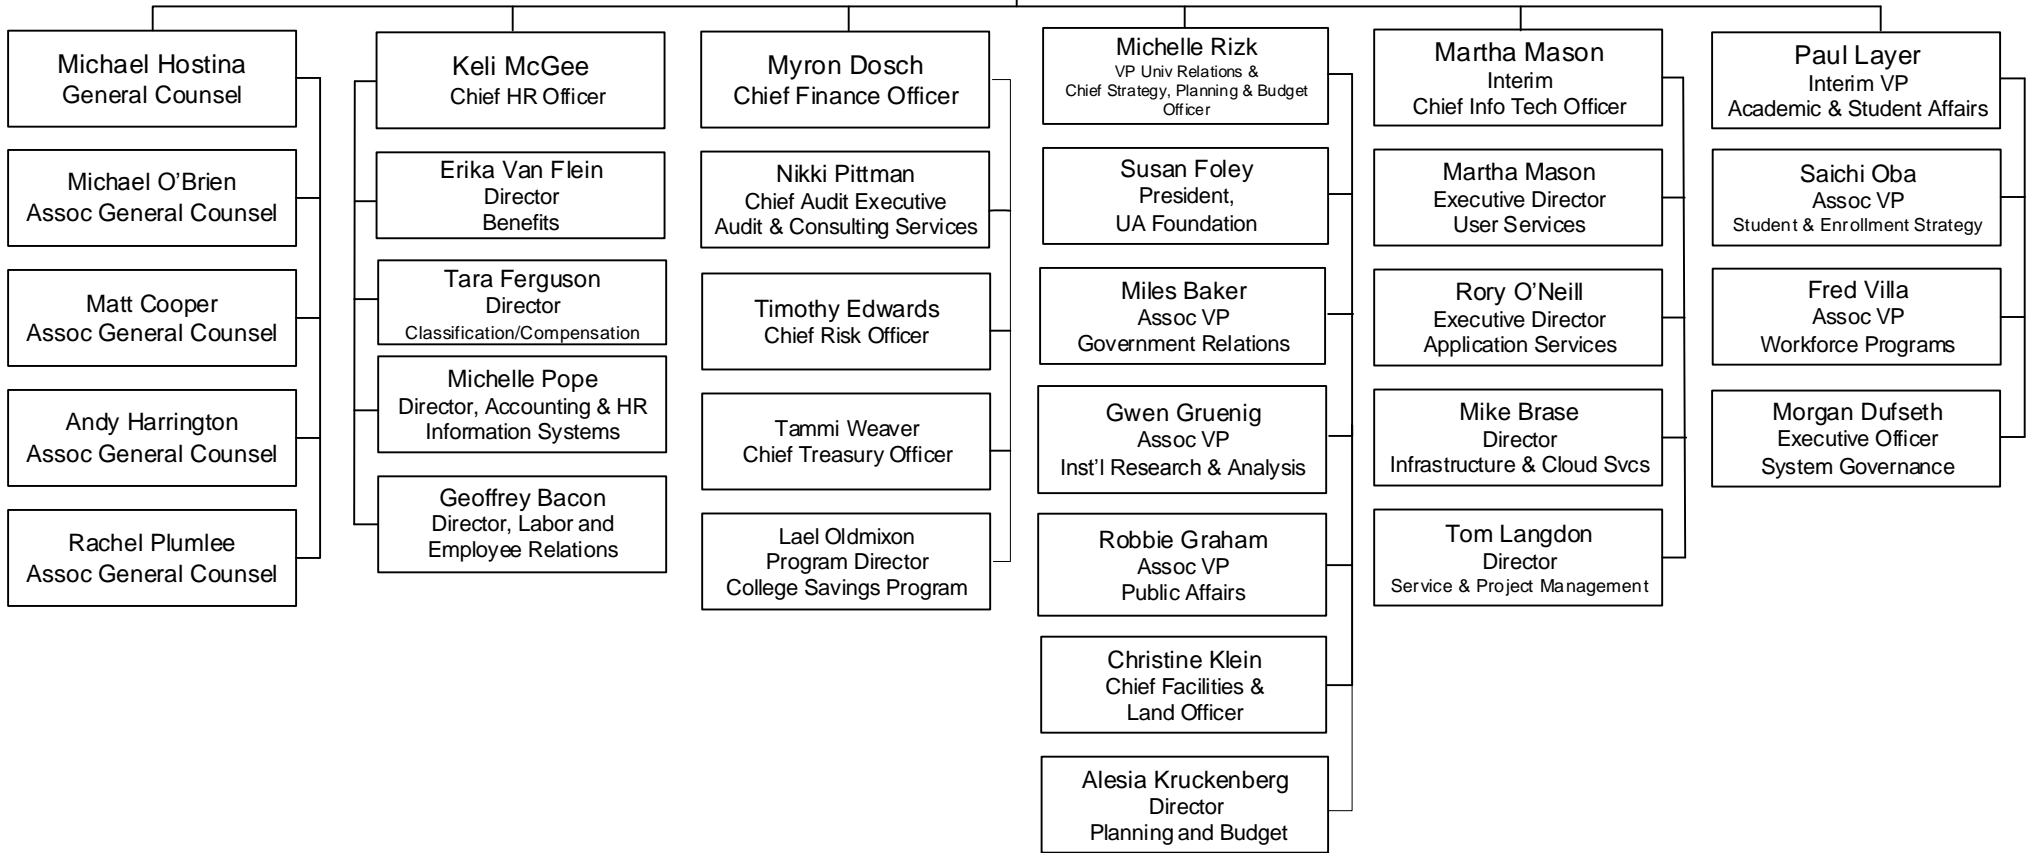 Michael Hostina
General Counsel
Michael O'Brien
Assoc General Counsel
Matt Cooper
Assoc General Counsel
Andy Harrington
Assoc General Counsel
Rachel Plumlee
Assoc General Counsel
Keli McGee
Chief HR Officer
Erika Van Flein
Director
Benefits
Tara Ferguson
Director
Classification/Compensation
Michelle Pope
Director, Accounting & HR
Information Systems
Geoffrey Bacon
Director, Labor and
Employee Relations
Myron Dosch
Chief Finance Officer
Nikki Pittman
Chief Audit Executive
Audit & Consulting Services
Timothy Edwards
Chief Risk Officer
Tammi Weaver
Chief Treasury Officer
Lael Oldmixon
Program Director
College Savings Program
Michelle Rizk
VP Univ Relations &
Chief Strategy, Planning & Budget
Officer
Susan Foley
President,
UA Foundation
Miles Baker
Assoc VP
Government Relations
Gwen Gruenig
Assoc VP
Inst'l Research & Analysis
Robbie Graham
Assoc VP
Public Affairs
Christine Klein
Chief Facilities &
Land Officer
Alesia Kruckenberg
Director
Planning and Budget
Martha Mason
Interim
Chief Info Tech Officer
Martha Mason
Executive Director
User Services
Rory O'Neill
Executive Director
Application Services
Mike Brase
Director
Infrastructure & Cloud Svcs
Tom Langdon
Director
Service & Project Management
Paul Layer
Interim VP
Academic & Student Affairs
Saichi Oba
Assoc VP
Student & Enrollment Strategy
Fred Villa
Assoc VP
Workforce Programs
Morgan Dufseth
Executive Officer
System Governance